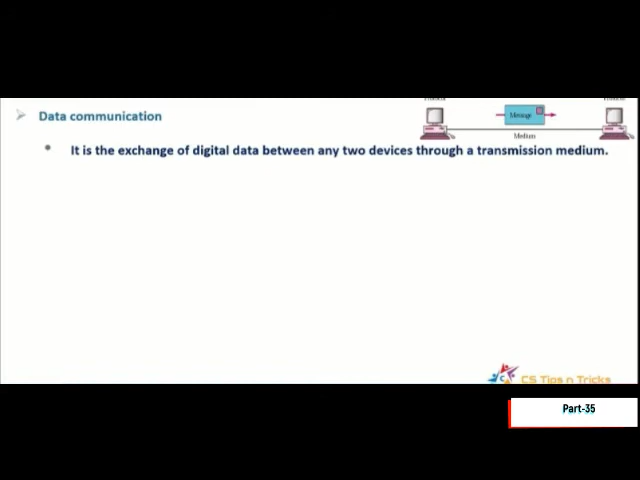 Data communication
Message
Medium
It is the exchange of digital data between any two devices through a transmission medium.
CS Tips n Tricks
Part-35